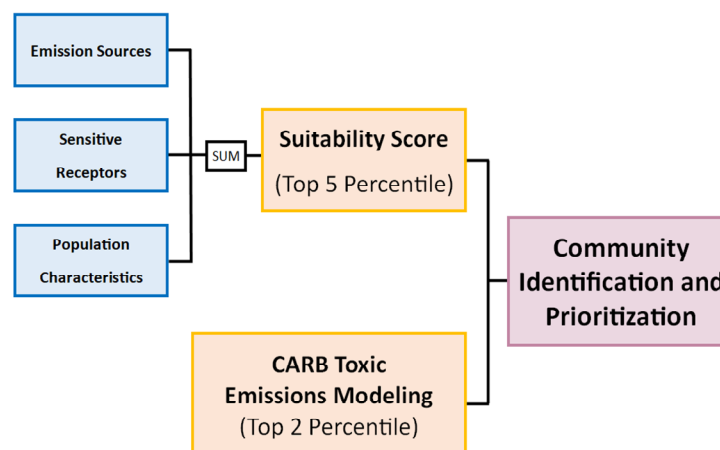 Emission Sources
Sensitive
Receptors
Population
Characteristics
SUM
Suitability Score
(Top 5 Percentile)
CARB Toxic
Emissions Modeling
(Top 2 Percentile)
Community
Identification and
Prioritization